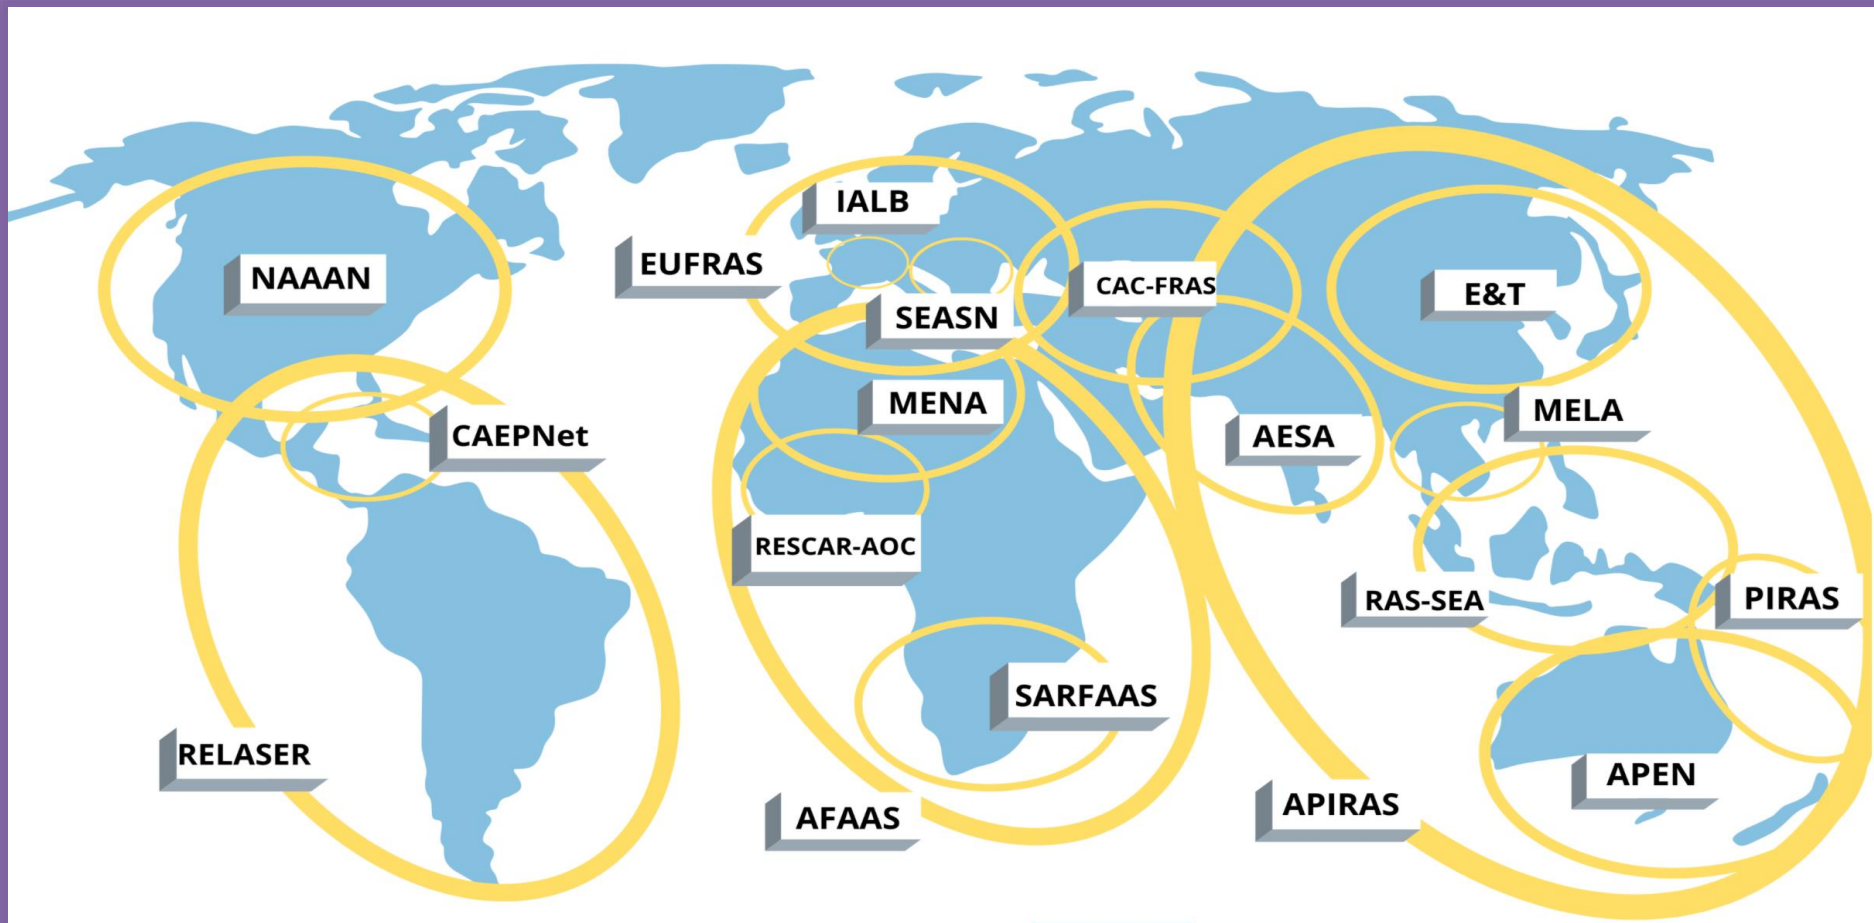 IALB
EUFRAS
NAAAN
CAC-FRAS
E&T
SEASN
MENA
MELA
CAEPNet
AESA
RESCAR-AOC
RAS-SEA
PIRAS
SARFAAS
RELASER
APEN
AFAAS
APIRAS